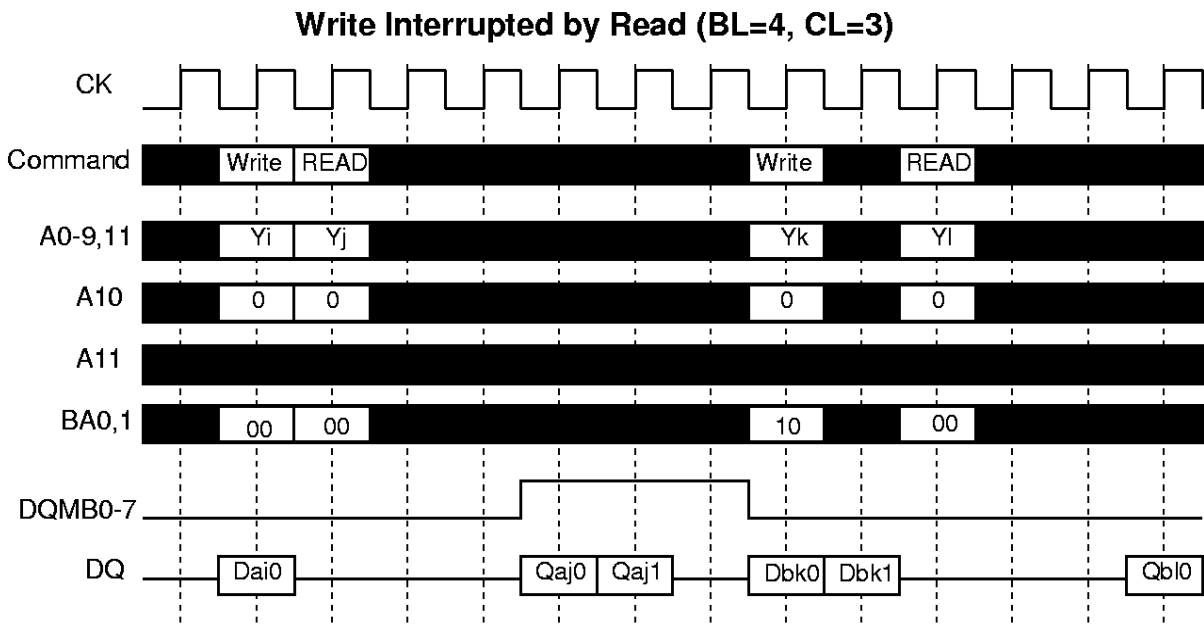 Write Interrupted by Read (BL=4, CL=3)
CK
Command Write READ Write READ
A0-9,11 Yi Yj Yk Yl
A10 0 0 0 0
A11
BA0,1 00 00 10 00
DQMB0-7
DQ Dai0 Qaj0 Qaj1 Dbk0 Dbk1 Qbl0